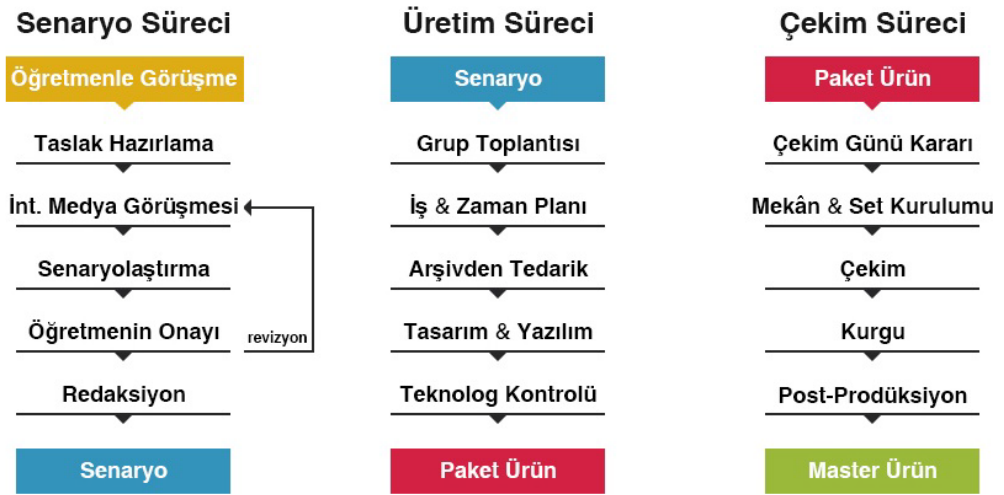 Senaryo Süreci
Öğretmenle Görüşme
Taslak Hazırlama
İnt. Medya Görüşmesi
Senaryolaştırma
Öğretmenin Onayı
revizyon
Redaksiyon
Senaryo
Üretim Süreci
Senaryo
Grup Toplantısı
İş & Zaman Planı
Arşivden Tedarik
Tasarım & Yazılım
Teknolog Kontrolü
Paket Ürün
Çekim Süreci
Paket Ürün
Çekim Günü Kararı
Mekân & Set Kurulumu
Çekim
Kurgu
Post-Prodüksiyon
Master Ürün